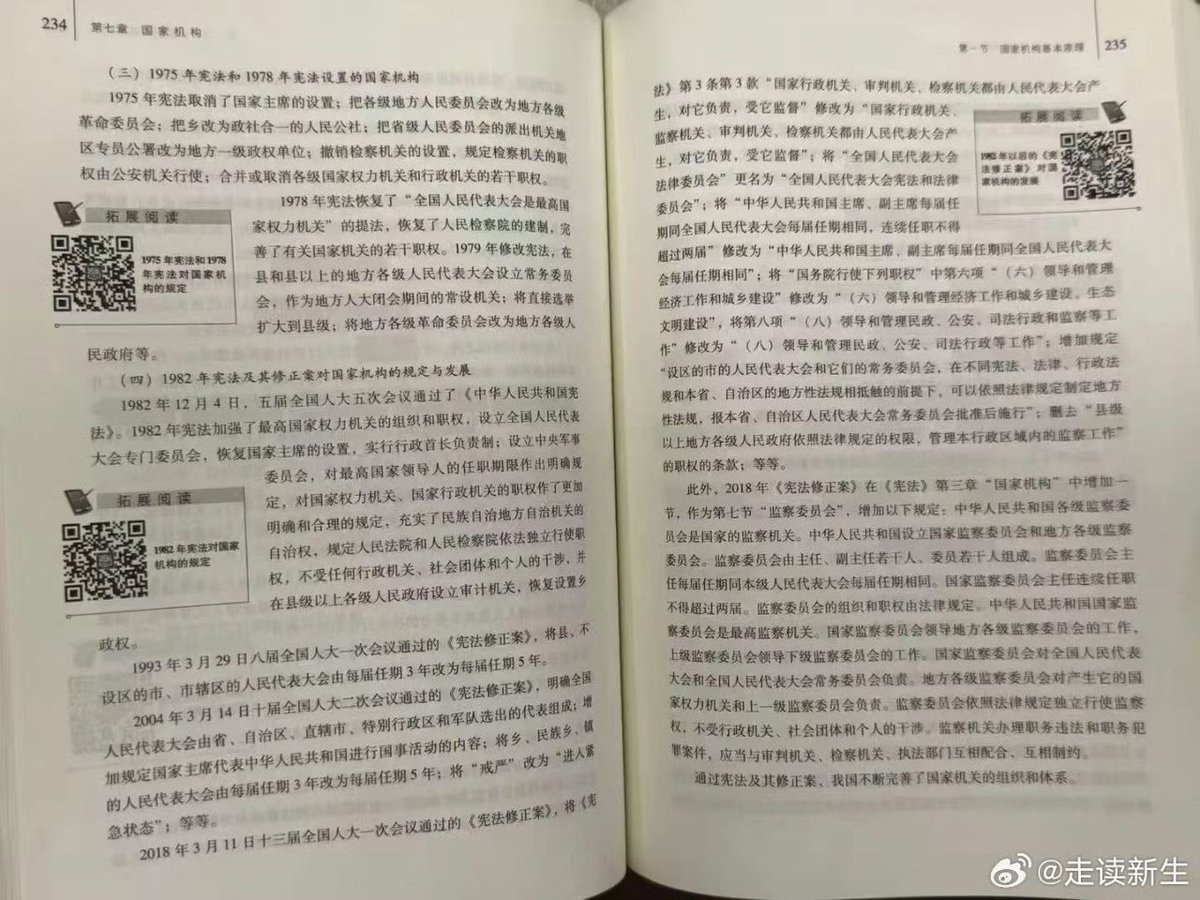 234 第七章 国家机构
(三) 1975 年宪法和 1978 年宪法设置的国家机构
1975 年宪法取消了国家主席的设置；把各级地方人民委员会改为地方各级
革命委员会；把乡改为政社合一的人民公社；把省级人民委员会的派出机关地
区专员公署改为地方一级政权单位；撤销检察机关的设置，规定检察机关的职
权由公安机关行使；合并或取消各级国家权力机关和行政机关的若干职权。
1978 年宪法恢复了“全国人民代表大会是最高
国家权力机关”的提法，恢复了人民检察院的建制，完
善了有关国家机关的若干职权。1979 年修改宪法，在
县和县以上的地方各级人民代表大会设立常务委员
会，作为地方人大闭会期间的常设机关；将直接选举
扩大到县级；将地方各级革命委员会改为地方各级人
民政府等。
拓展阅读
1975 年宪法和 1978
年宪法对国家机
构的规定
(四) 1982 年宪法及其修正案对国家机构的规定与发展
1982 年 12 月 4 日，五届全国人大五次会议通过了《中华人民共和国宪
法》。1982 年宪法加强了最高国家权力机关的组织和职权，设立全国人民代表
大会专门委员会，恢复国家主席的设置，实行行政首长负责制；设立中央军事
委员会，对最高国家领导人的任职期限作出明确规
定，对国家权力机关、国家行政机关的职权作了更加
明确和合理的规定，充实了民族自治地方自治机关的
自治权，规定人民法院和人民检察院依法独立行使职
权，不受任何行政机关、社会团体和个人的干涉，并
在县级以上各级人民政府设立审计机关，恢复设置乡
政权。
拓展阅读
1982 年宪法对国家
机构的规定
1993 年 3 月 29 日八届全国人大一次会议通过的《宪法修正案》，将县、不
设区的市、市辖区的人民代表大会由每届任期 3 年改为每届任期 5 年。
2004 年 3 月 14 日十届全国人大二次会议通过的《宪法修正案》，明确全国
人民代表大会由省、自治区、直辖市、特别行政区和军队选出的代表组成；增
加规定国家主席代表中华人民共和国进行国事活动的内容；将乡、民族乡、镇
的人民代表大会由每届任期 3 年改为每届任期 5 年；将“戒严”改为“进入紧
急状态”；等等。
2018 年 3 月 11 日十三届全国人大一次会议通过的《宪法修正案》，将《宪
第一节 国家机构基本原理 235
法》第 3 条第 3 款“国家行政机关、审判机关、检察机关都由人民代表大会产
生，对它负责，受它监督”修改为“国家行政机关、
监察机关、审判机关、检察机关都由人民代表大会产
生，对它负责，受它监督”；将“全国人民代表大会
法律委员会”更名为“全国人民代表大会宪法和法律
委员会”；将“中华人民共和国主席、副主席每届任
期同全国人民代表大会每届任期相同，连续任职不得
超过两届”修改为“中华人民共和国主席、副主席每届任期同全国人民代表大
会每届任期相同”；将“国务院行使下列职权”中第六项“（六）领导和管理
经济工作和城乡建设”修改为“（六）领导和管理经济工作和城乡建设、生态
文明建设”，将第八项“（八）领导和管理民政、公安、司法行政和监察等工
作”修改为“（八）领导和管理民政、公安、司法行政等工作”；增加规定
“设区的市的人民代表大会和它们的常务委员会，在不同宪法、法律、行政法
规和本省、自治区的地方性法规相抵触的前提下，可以依照法律规定制定地方
性法规，报本省、自治区人民代表大会常务委员会批准后施行”；删去“县级
以上地方各级人民政府依照法律规定的权限，管理本行政区域内的监察工作”
的职权的条款；等等。
拓展阅读
1982 年以后的《宪
法修正案》对国
家机构的发展
此外，2018 年《宪法修正案》在《宪法》第三章“国家机构”中增加一
节，作为第七节“监察委员会”，增加以下规定：中华人民共和国各级监察委
员会是国家的监察机关。中华人民共和国设立国家监察委员会和地方各级监察
委员会。监察委员会由主任、副主任若干人、委员若干人组成。监察委员会主
任每届任期同本级人民代表大会每届任期相同。国家监察委员会主任连续任职
不得超过两届。监察委员会的组织和职权由法律规定。中华人民共和国国家监
察委员会是最高监察机关。国家监察委员会领导地方各级监察委员会的工作，
上级监察委员会领导下级监察委员会的工作。国家监察委员会对全国人民代表
大会和全国人民代表大会常务委员会负责。地方各级监察委员会对产生它的国
家权力机关和上一级监察委员会负责。监察委员会依照法律规定独立行使监察
权，不受行政机关、社会团体和个人的干涉。监察机关办理职务违法和职务犯
罪案件，应当与审判机关、检察机关、执法部门互相配合，互相制约。
通过宪法及其修正案，我国不断完善了国家机关的组织和体系。
@走读新生